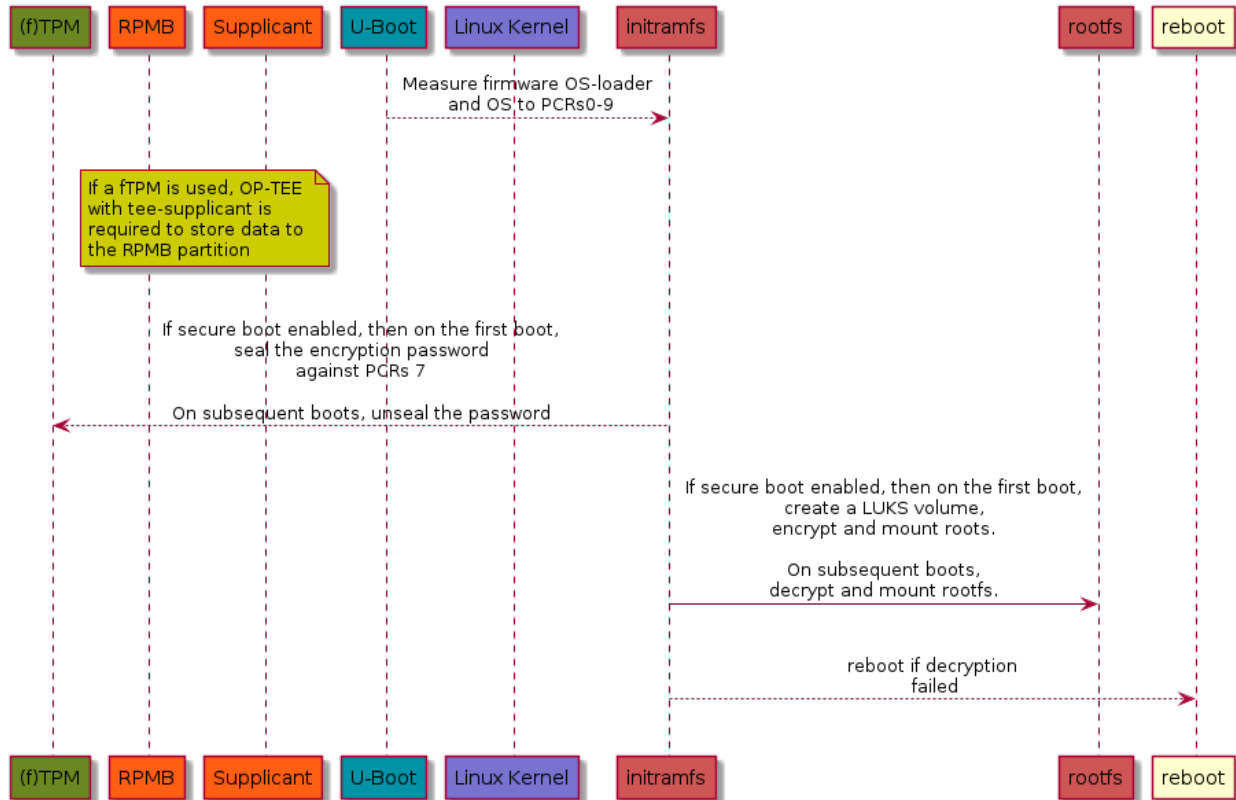 (f)TPM
RPMB
Supplicant
U-Boot
Linux Kernel
initramfs
rootfs
reboot
Measure firmware OS-loader
and OS to PCRs0-9
If a fTPM is used, OP-TEE
with tee-supplicant is
required to store data to
the RPMB partition
If secure boot enabled, then on the first boot,
seal the encryption password
against PCRs 7
On subsequent boots, unseal the password
If secure boot enabled, then on the first boot,
create a LUKS volume,
encrypt and mount roots.
On subsequent boots,
decrypt and mount rootfs.
reboot if decryption
failed
(f)TPM
RPMB
Supplicant
U-Boot
Linux Kernel
initramfs
rootfs
reboot